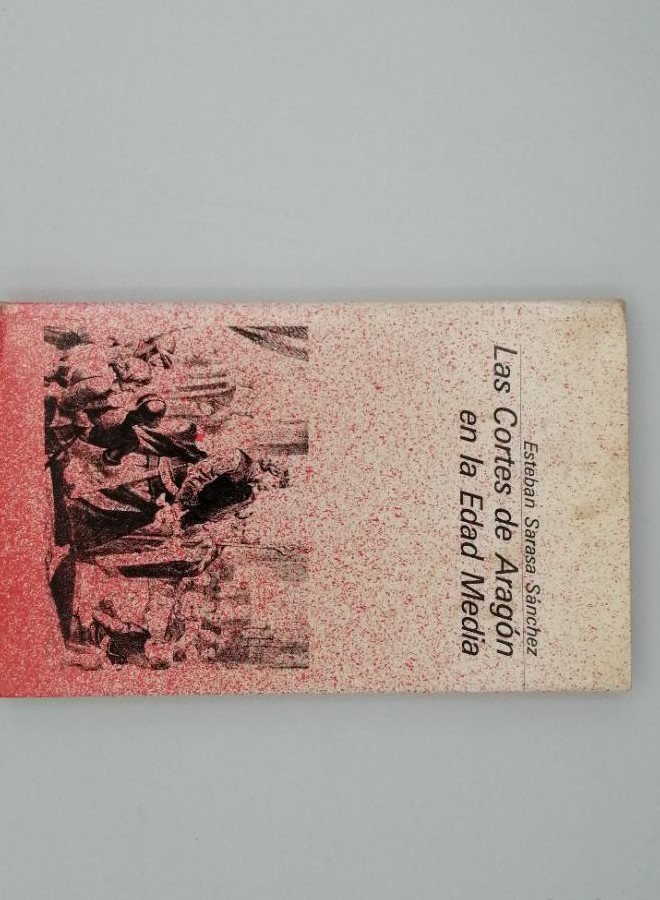 Esteban Sarasa Sánchez
Las Cortes de Aragón
en la Edad Media